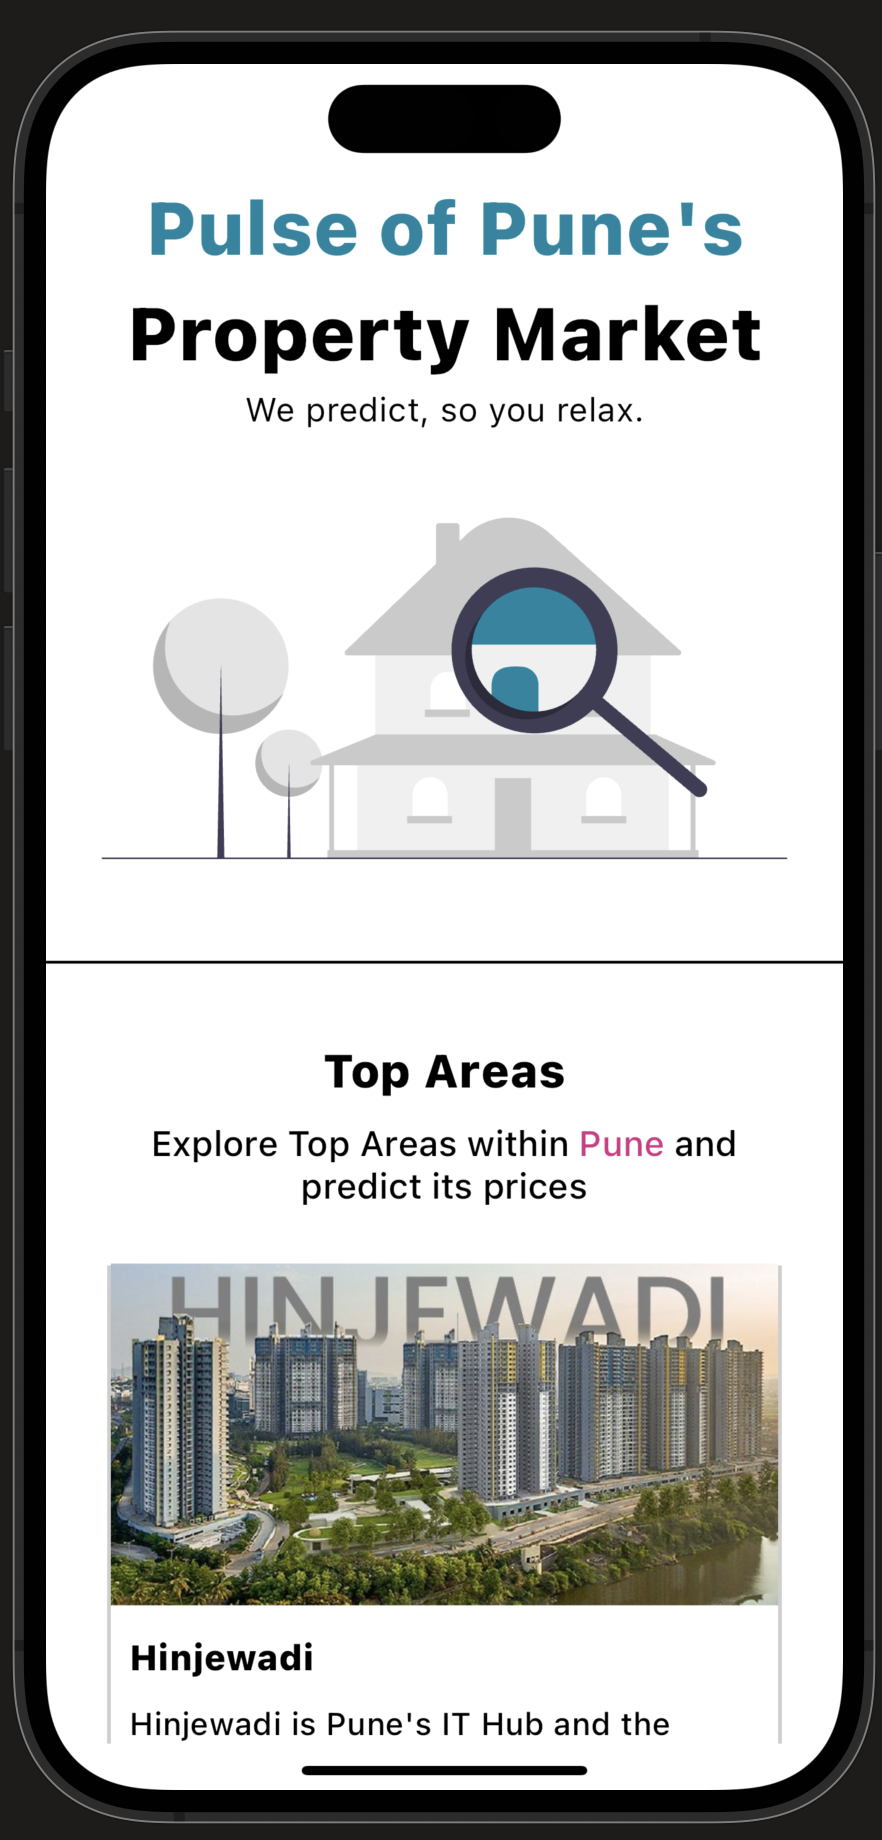 Pulse of Pune's
Property Market
We predict, so you relax.
Top Areas
Explore Top Areas within Pune and
predict its prices
HINJEWADI
Hinjewadi
Hinjewadi is Pune's IT Hub and the